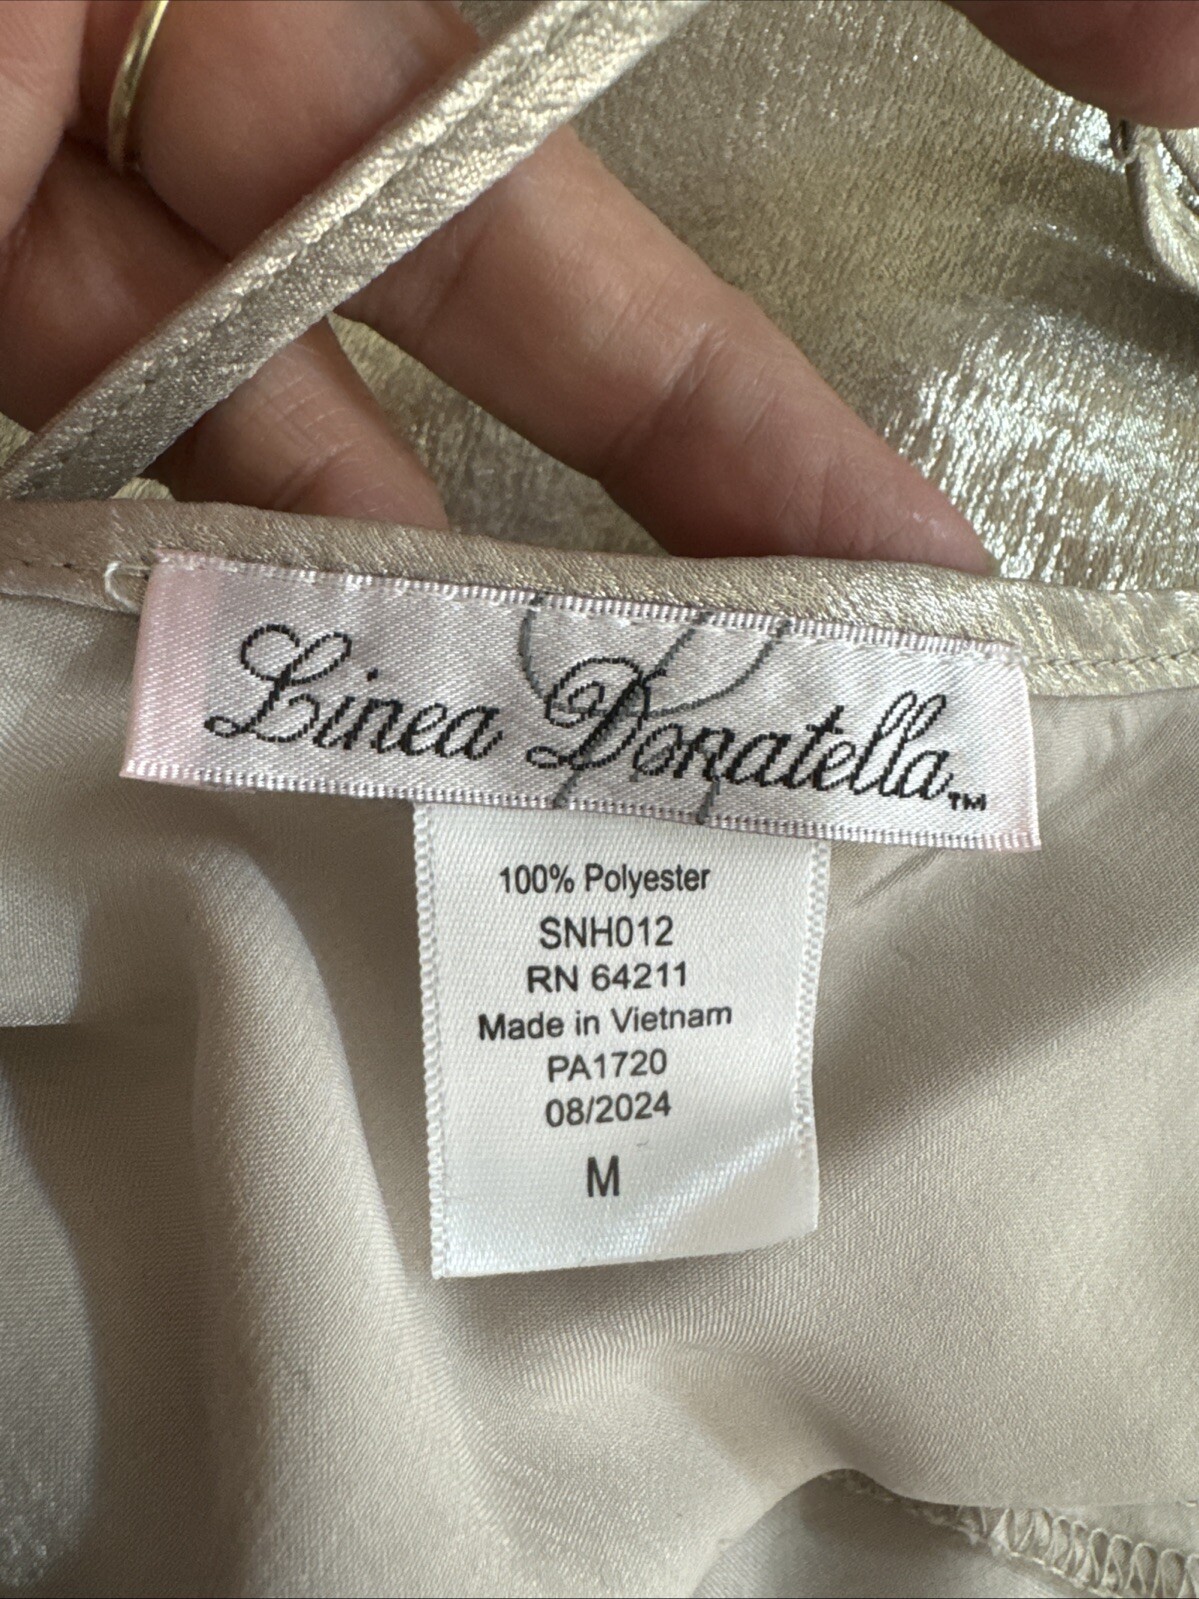 Linea Donatella™
100% Polyester
SNH012
RN 64211
Made in Vietnam
PA1720
08/2024
M